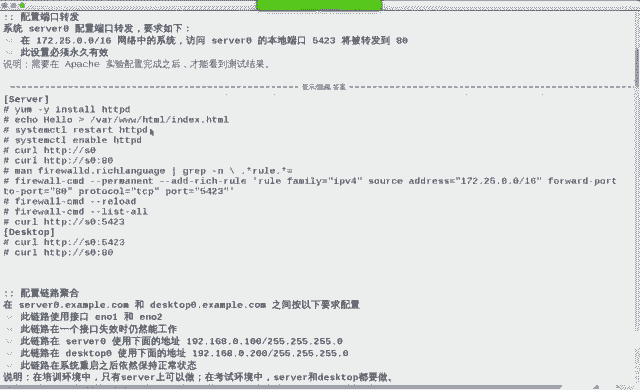 :: 配置端口转发
系统 server0 配置端口转发，要求如下：
在 172.25.0.0/16 网络中的系统，访问 server0 的本地端口 5423 将被转发到 80
此设置必须永久有效
说明：需要在 Apache 实验配置完成之后，才能看到测试结果。
[Server]
# yum -y install httpd
# echo Hello > /var/www/html/index.html
# systemctl restart httpd
# systemctl enable httpd
# curl http://s0
# curl http://s0:80
# man firewalld.richlanguage | grep -n \ .*rule.*=
# firewall-cmd --permanent --add-rich-rule 'rule family="ipv4" source address="172.25.0.0/16" forward-port
to-port="80" protocol="tcp" port="5423"'
# firewall-cmd --reload
# firewall-cmd --list-all
# curl http://s0:5423
[Desktop]
# curl http://s0:5423
# curl http://s0:80
:: 配置链路聚合
在 server0.example.com 和 desktop0.example.com 之间按以下要求配置
此链路使用接口 eno1 和 eno2
此链路在一个接口失效时仍然能工作
此链路在 server0 使用下面的地址 192.168.0.100/255.255.255.0
此链路在 desktop0 使用下面的地址 192.168.0.200/255.255.255.0
此链路在系统重启之后依然保持正常状态
说明：在培训环境中，只有server上可以做；在考试环境中，server和desktop都要做。